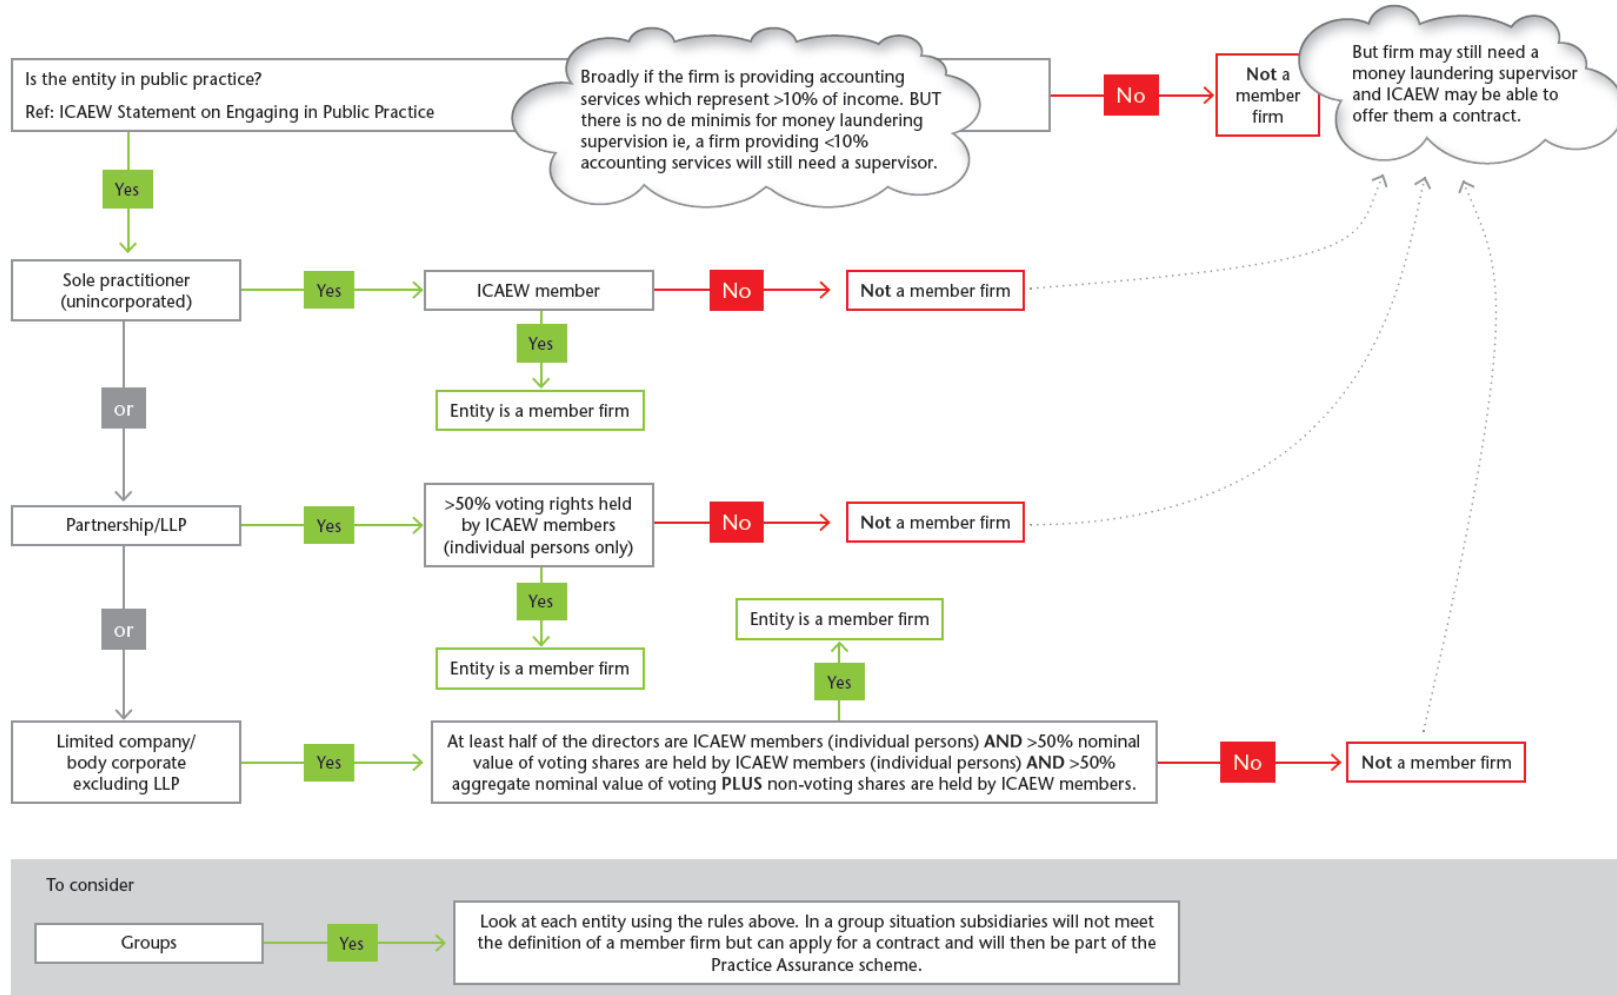 Is the entity in public practice?
Ref: ICAEW Statement on Engaging in Public Practice
Broadly if the firm is providing accounting
services which represent >10% of income. BUT
there is no de minimis for money laundering
supervision ie, a firm providing <10%
accounting services will still need a supervisor.
No
Not a
member
firm
But firm may still need a
money laundering supervisor
and ICAEW may be able to
offer them a contract.
Yes
Sole practitioner
(unincorporated)
Yes
ICAEW member
No
Not a member firm
Yes
Entity is a member firm
or
Partnership/LLP
Yes
>50% voting rights held
by ICAEW members
(individual persons only)
No
Not a member firm
Yes
Entity is a member firm
or
Entity is a member firm
Yes
Limited company/
body corporate
excluding LLP
Yes
At least half of the directors are ICAEW members (individual persons) AND >50% nominal
value of voting shares are held by ICAEW members (individual persons) AND >50%
aggregate nominal value of voting PLUS non-voting shares are held by ICAEW members.
No
Not a member firm
To consider
Groups
Yes
Look at each entity using the rules above. In a group situation subsidiaries will not meet
the definition of a member firm but can apply for a contract and will then be part of the
Practice Assurance scheme.